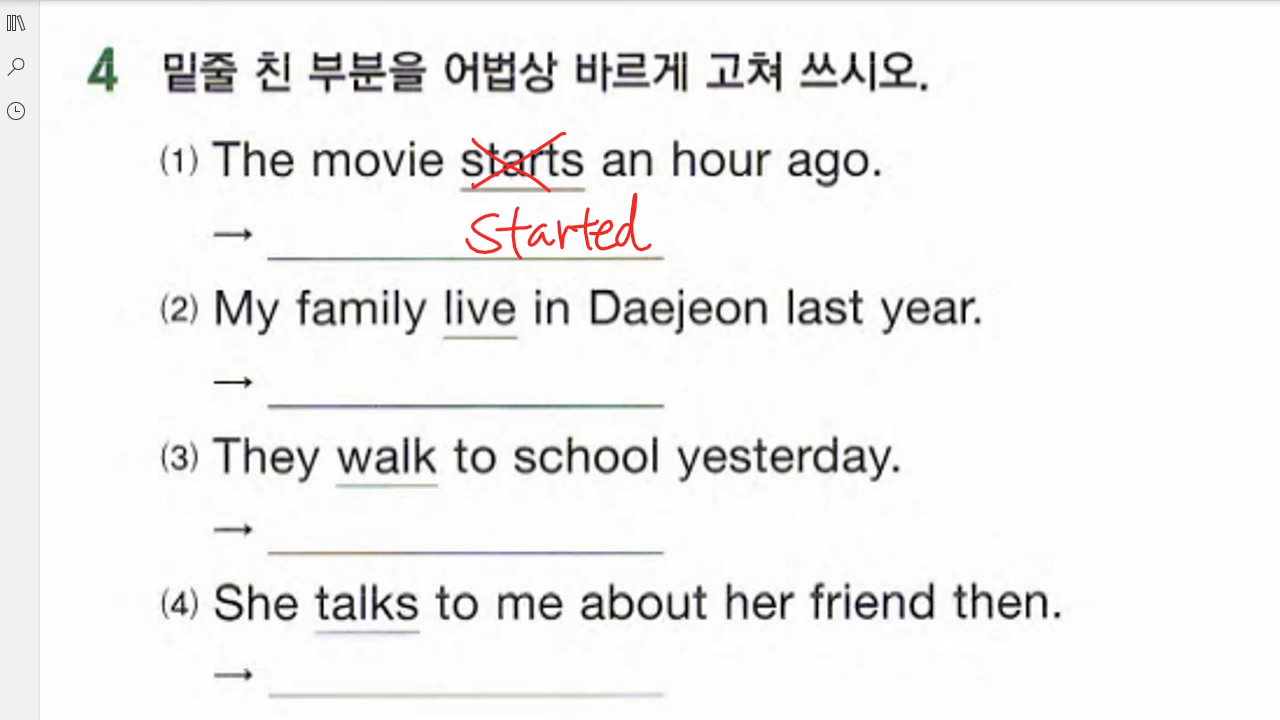 4 밑줄 친 부분을 어법상 바르게 고쳐 쓰시오.
(1) The movie starts an hour ago.
→ started
(2) My family live in Daejeon last year.
→
(3) They walk to school yesterday.
→
(4) She talks to me about her friend then.
→